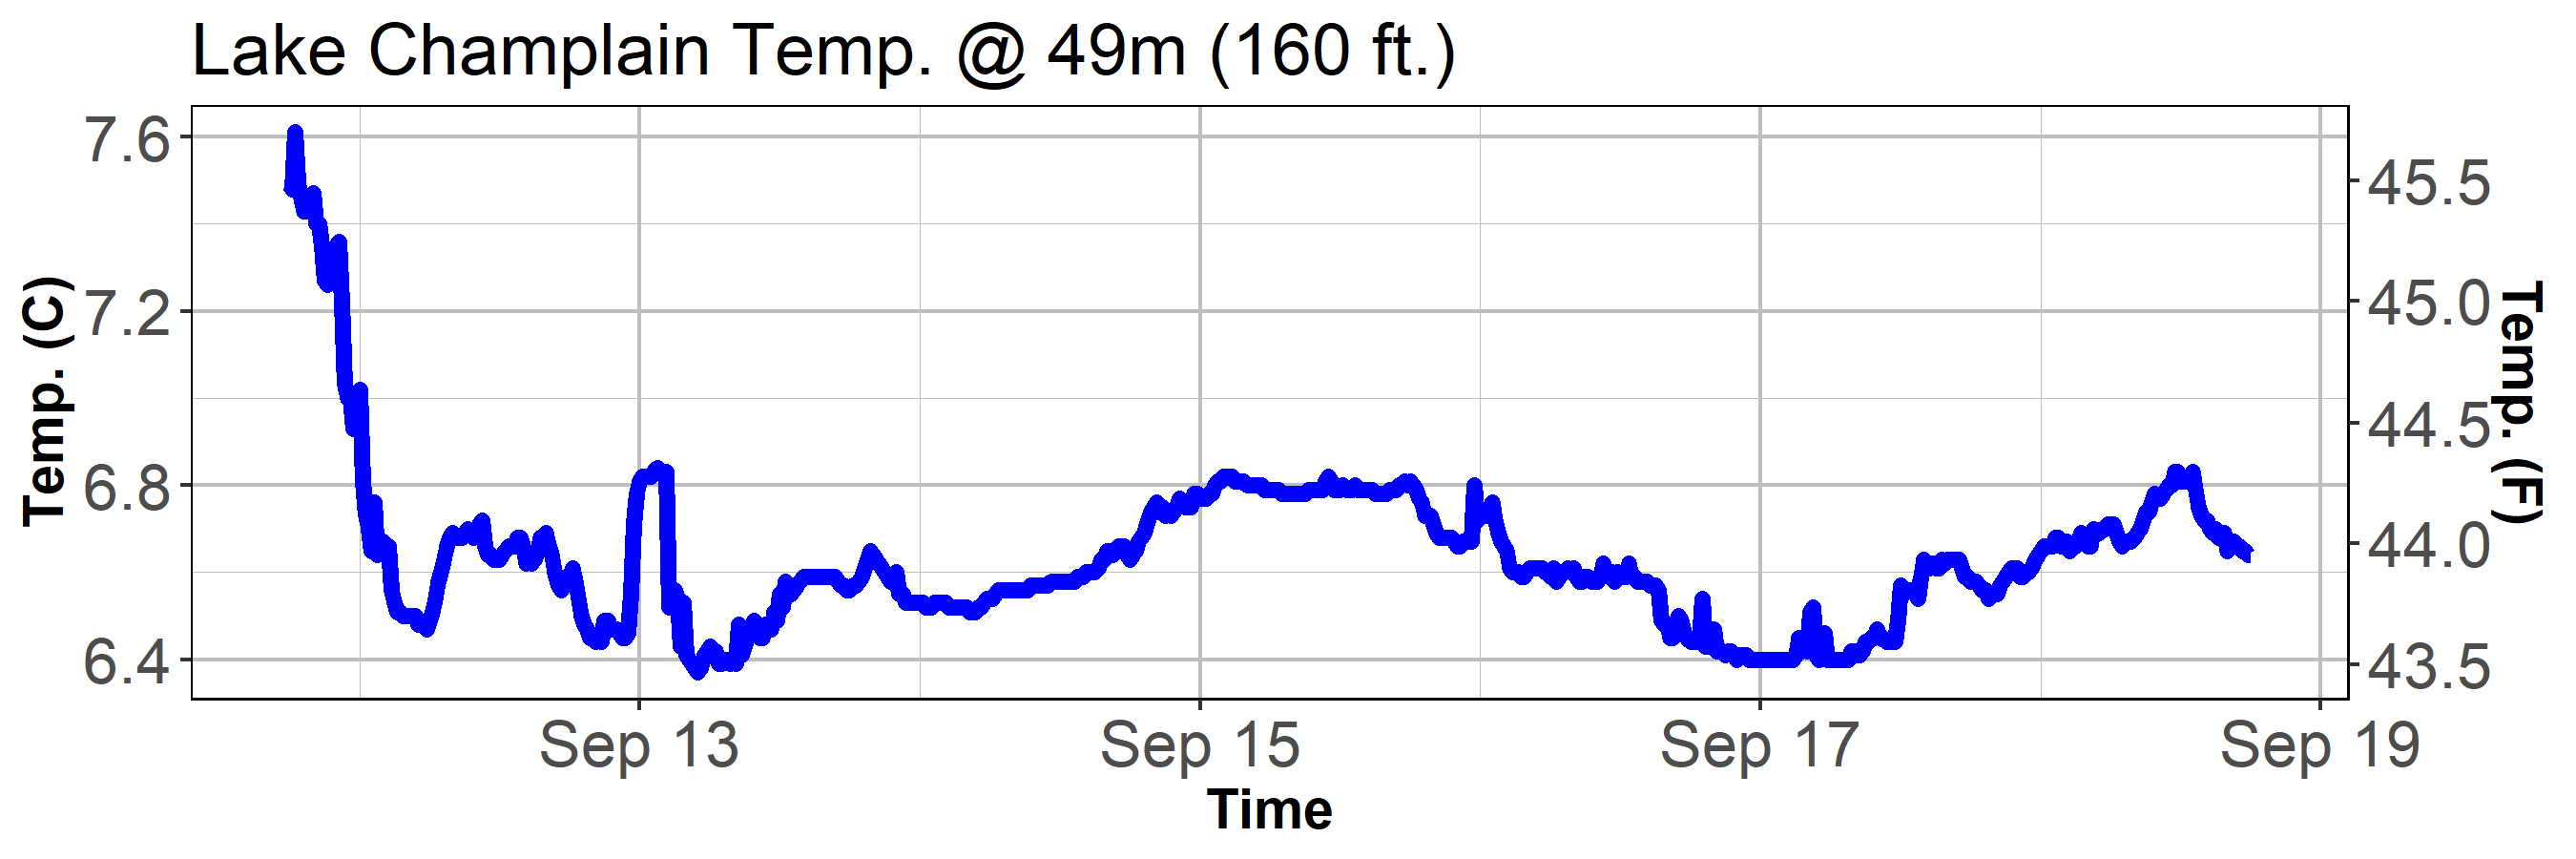 Lake Champlain Temp. @ 49m (160 ft.)
7.6
7.2
6.8
6.4
Temp. (C)
45.5
45.0
44.5
44.0
43.5
Temp. (F)
Sep 13 Sep 15 Sep 17 Sep 19
Time